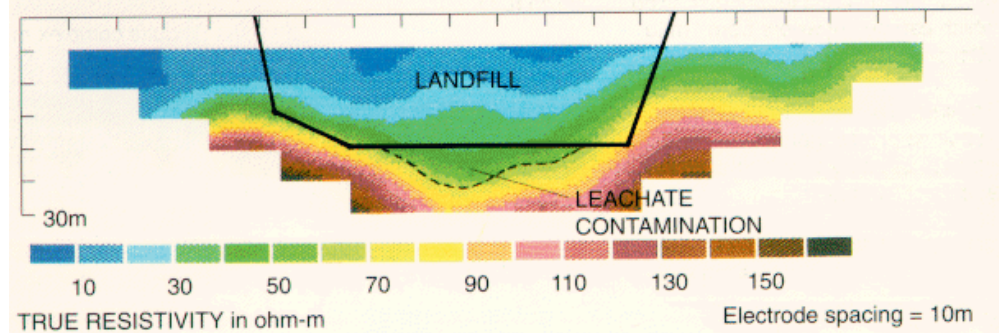 LANDFILL
LEACHATE
CONTAMINATION
30m
10 30 50 70 90 110 130 150
TRUE RESISTIVITY in ohm-m
Electrode spacing = 10m